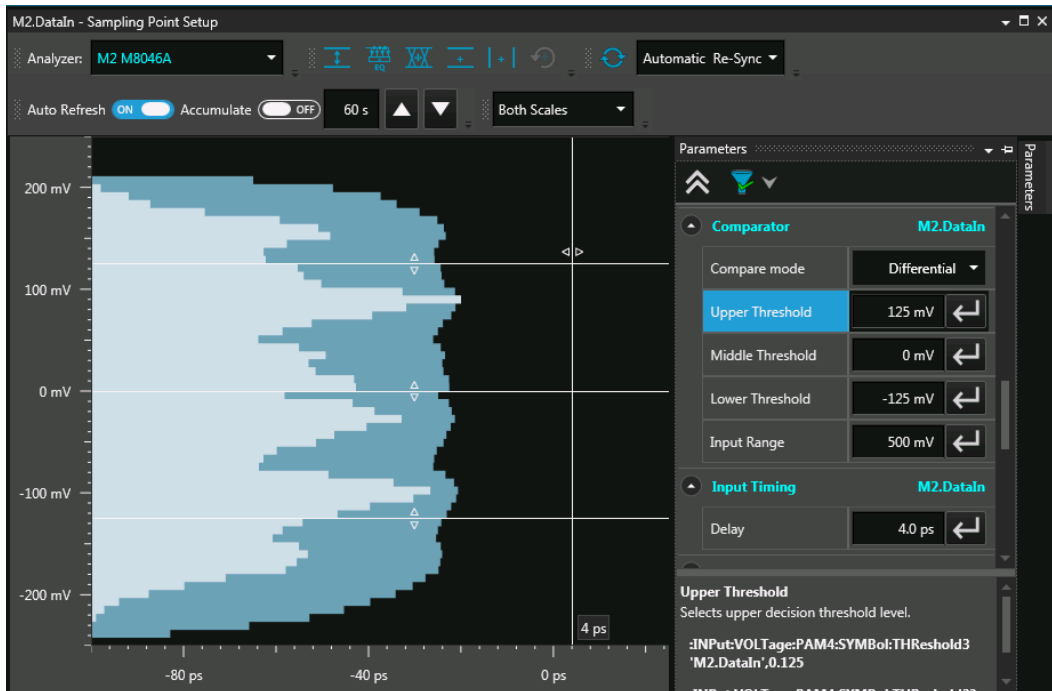 M2.DataIn - Sampling Point Setup
Analyzer: M2 M8046A EQ Automatic Re-Sync
Auto Refresh ON Accumulate OFF 60 s Both Scales
200 mV
100 mV
0 mV
-100 mV
-200 mV
4 ps
-80 ps -40 ps 0 ps
Parameters
Parameters
Comparator M2.DataIn
Compare mode Differential
Upper Threshold 125 mV
Middle Threshold 0 mV
Lower Threshold -125 mV
Input Range 500 mV
Input Timing M2.DataIn
Delay 4.0 ps
Upper Threshold
Selects upper decision threshold level.
:INPut:VOLTage:PAM4:SYMBol:THReshold3
'M2.DataIn',0.125